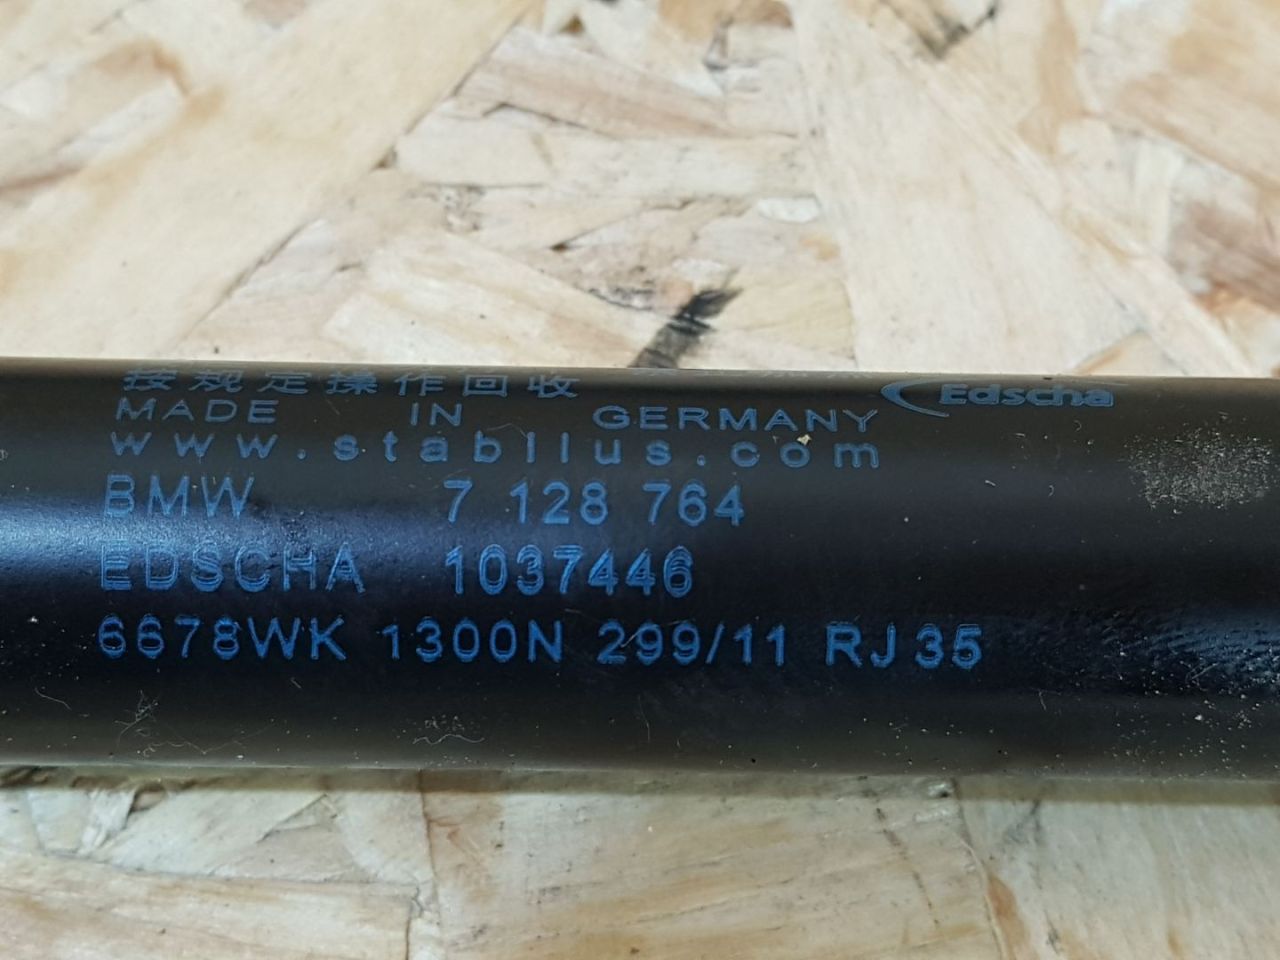 按规定操作回收
Edscha
MADE IN GERMANY
www.stabilus.com
BMW 7 128 764
EDSCHA 1037446
6678WK 1300N 299/11 RJ35